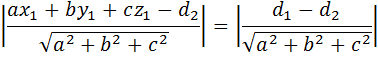 |(ax₁ + by₁ + cz₁ − d₂)/√(a² + b² + c²)| = |(d₁ − d₂)/√(a² + b² + c²)|